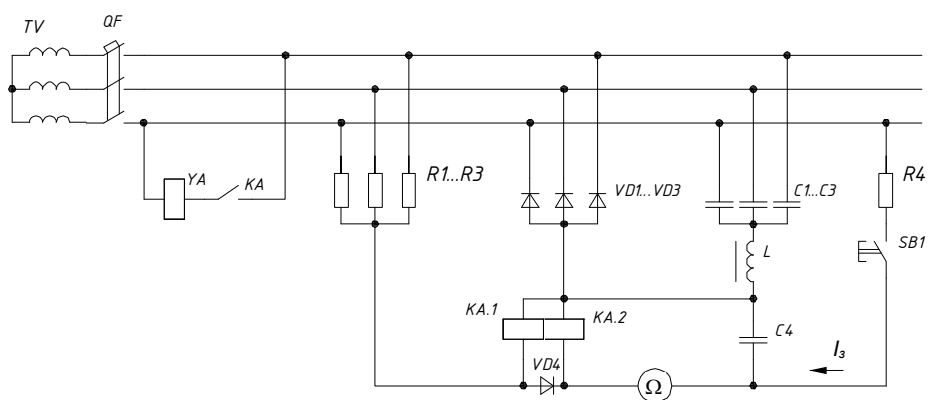 TV
QF
YA
KA
R1...R3
VD1...VD3
C1...C3
R4
SB1
L
KA.1
KA.2
C4
VD4
Ω
Iз